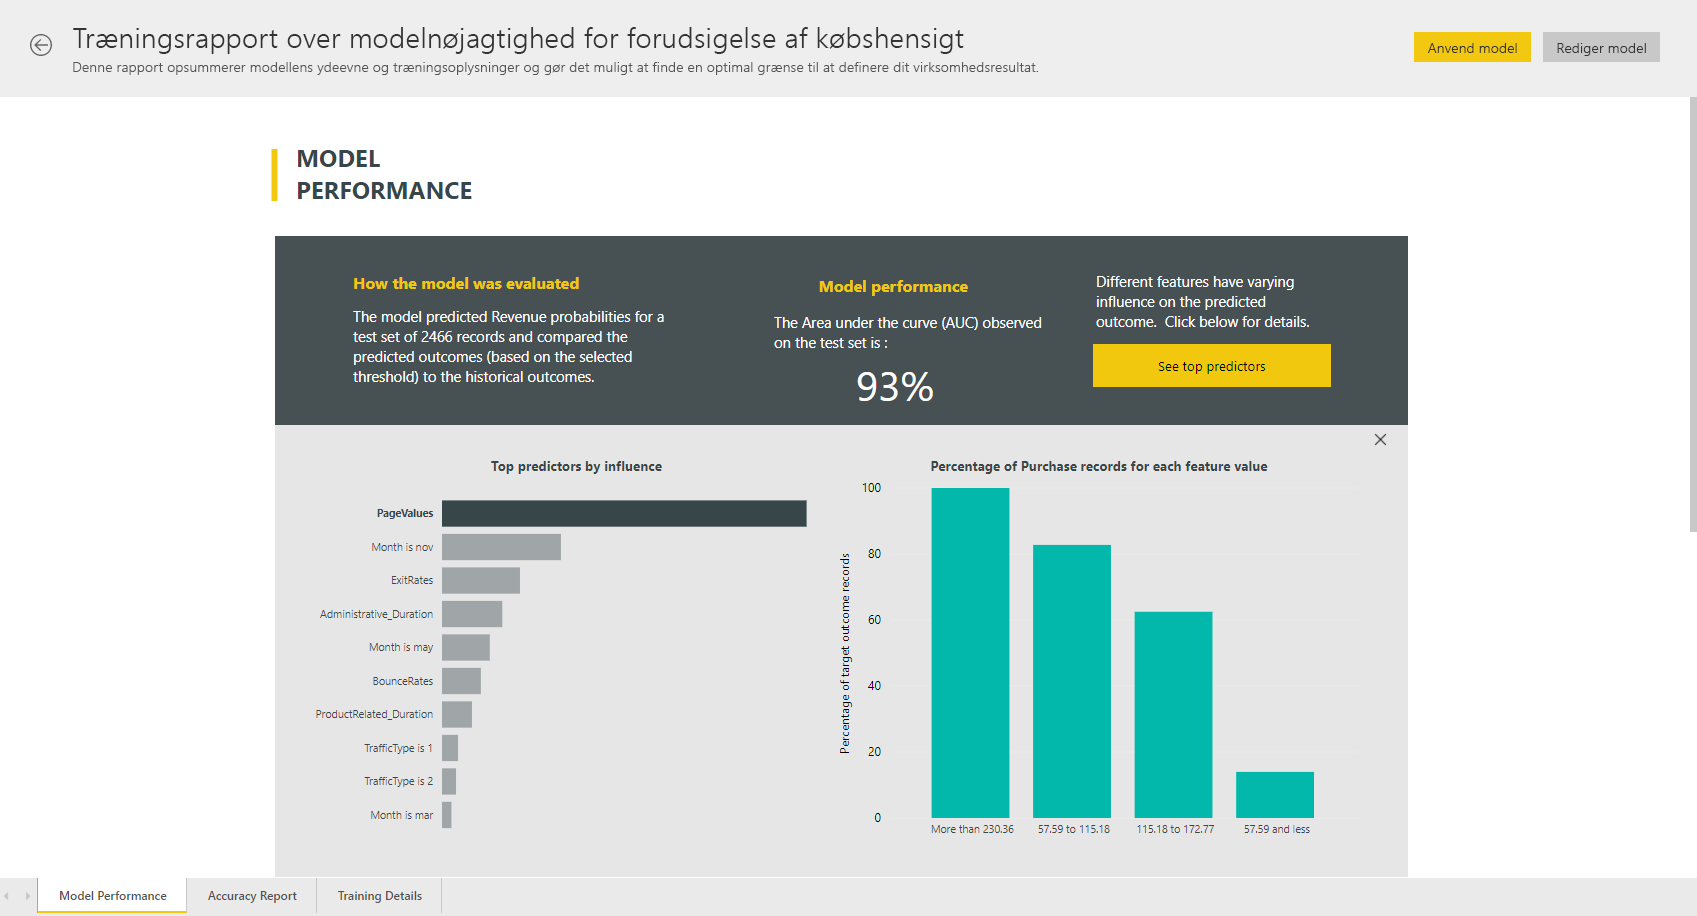 Træningsrapport over modelnøjagtighed for forudsigelse af købshensigt
Denne rapport opsummerer modellens ydeevne og træningsoplysninger og gør det muligt at finde en optimal grænse til at definere dit virksomhedsresultat.
Anvend model
Rediger model
MODEL
PERFORMANCE
How the model was evaluated
The model predicted Revenue probabilities for a
test set of 2466 records and compared the
predicted outcomes (based on the selected
threshold) to the historical outcomes.
Model performance
The Area under the curve (AUC) observed
on the test set is :
93%
Different features have varying
influence on the predicted
outcome.  Click below for details.
See top predictors
Top predictors by influence
PageValues
Month is nov
ExitRates
Administrative_Duration
Month is may
BounceRates
ProductRelated_Duration
TrafficType is 1
TrafficType is 2
Month is mar
Percentage of Purchase records for each feature value
Percentage of target outcome records
100
80
60
40
20
0
More than 230.36
57.59 to 115.18
115.18 to 172.77
57.59 and less
Model Performance
Accuracy Report
Training Details